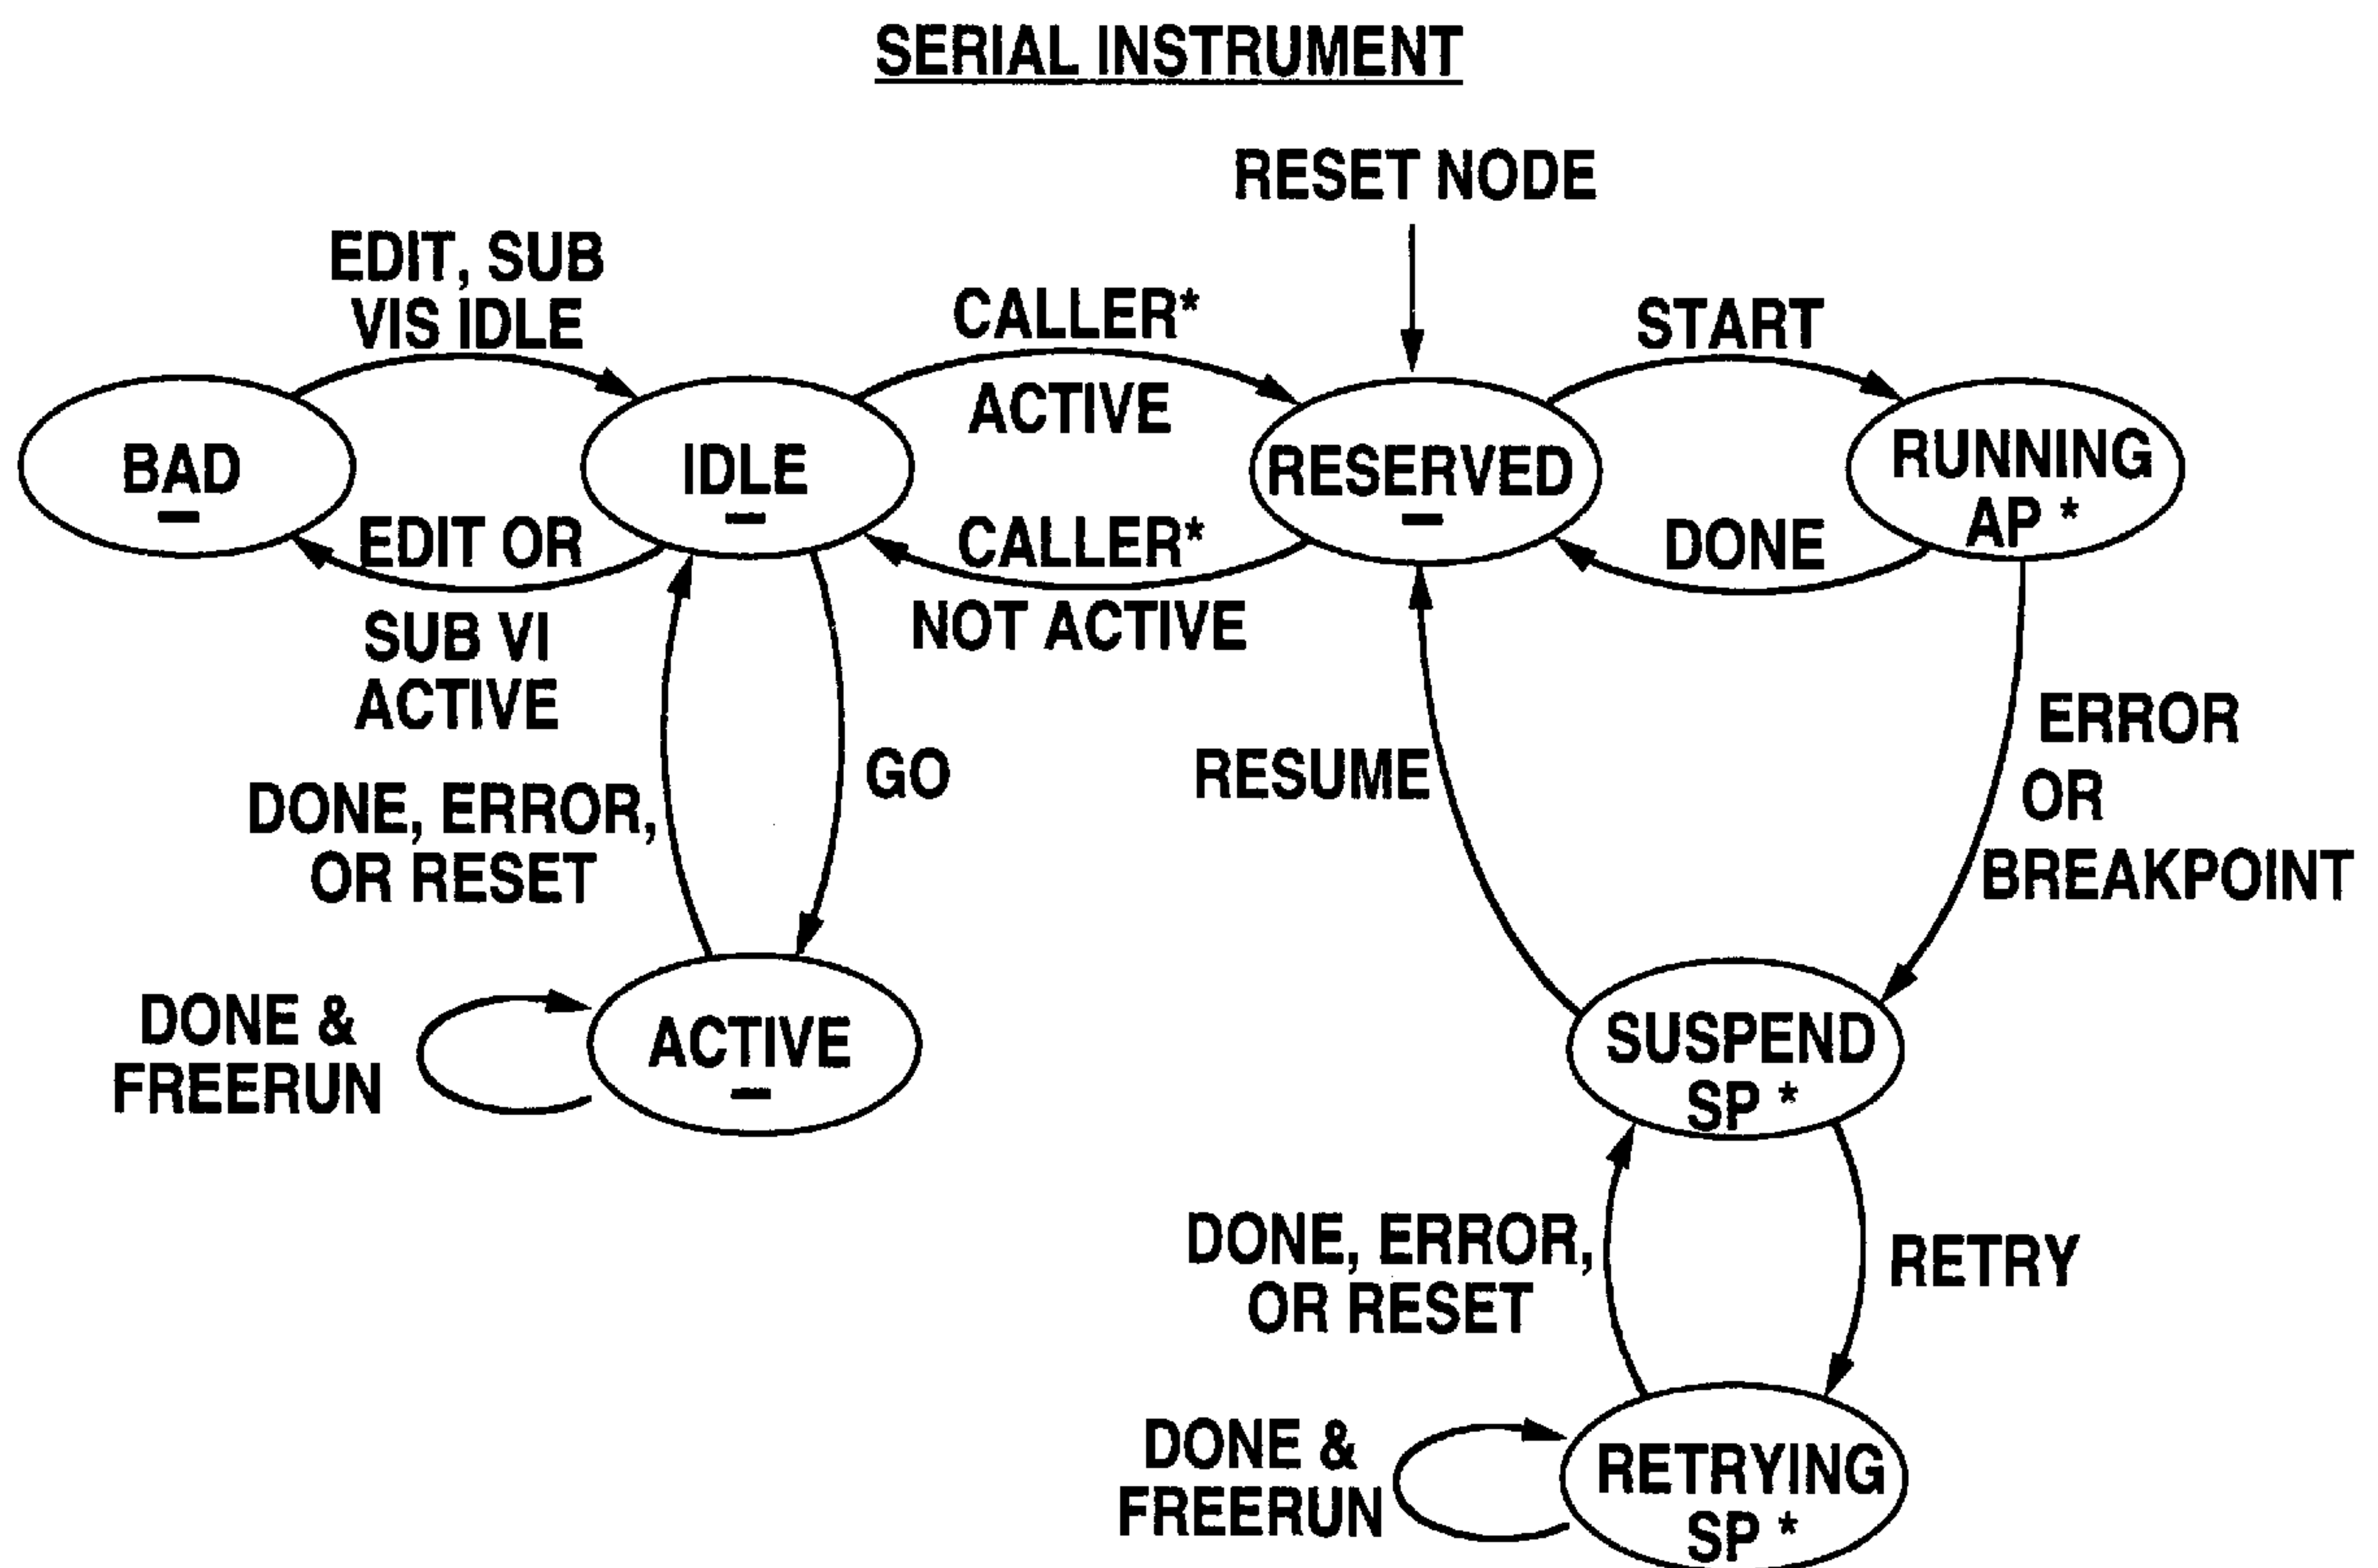 SERIAL INSTRUMENT
RESET NODE
EDIT, SUB
VIS IDLE
CALLER*
ACTIVE
START
BAD
–
IDLE
–
RESERVED
–
RUNNING
AP *
EDIT OR
SUB VI
ACTIVE
CALLER*
NOT ACTIVE
DONE
DONE, ERROR,
OR RESET
GO
RESUME
ERROR
OR
BREAKPOINT
DONE &
FREERUN
ACTIVE
–
SUSPEND
SP *
DONE, ERROR,
OR RESET
RETRY
DONE &
FREERUN
RETRYING
SP *